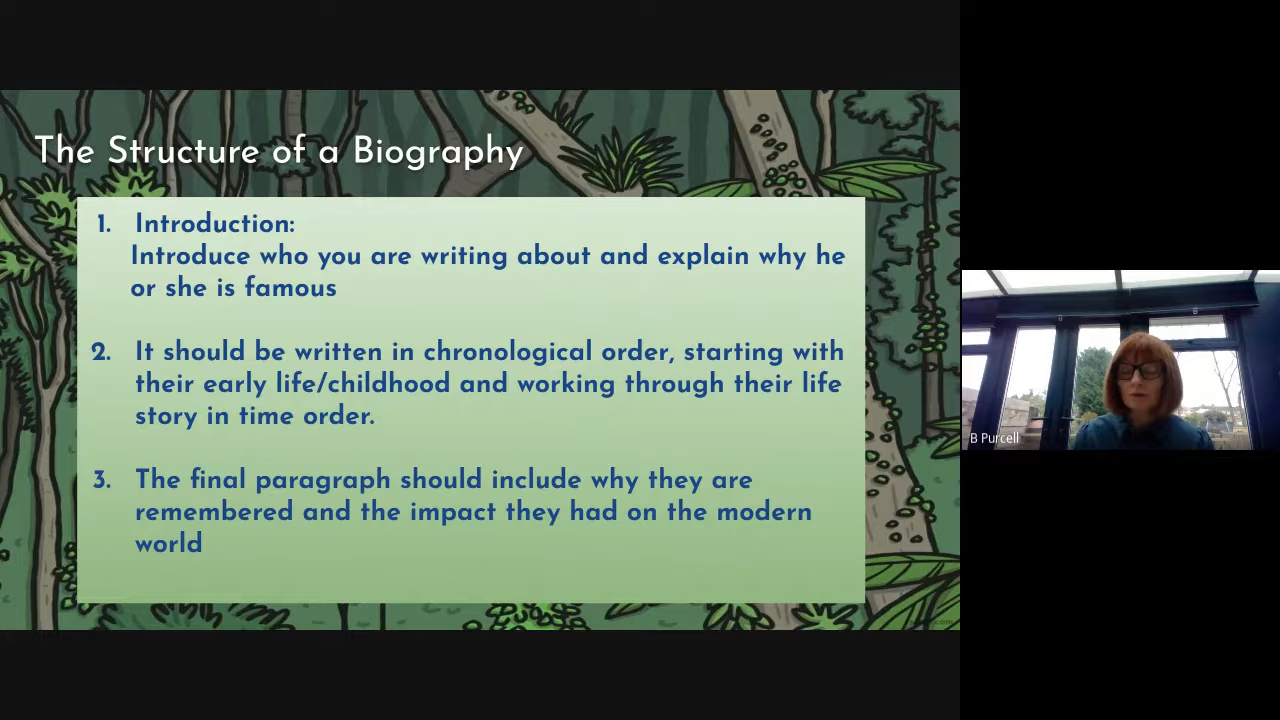 The Structure of a Biography
1. Introduction:
Introduce who you are writing about and explain why he
or she is famous
2. It should be written in chronological order, starting with
their early life/childhood and working through their life
story in time order.
3. The final paragraph should include why they are
remembered and the impact they had on the modern
world
B Purcell